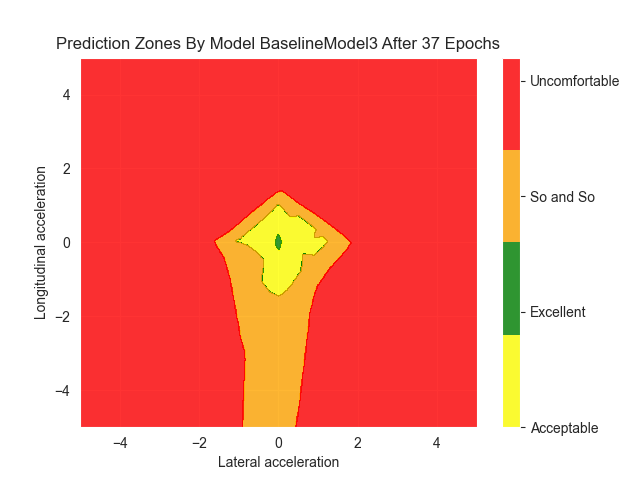 Prediction Zones By Model BaselineModel3 After 37 Epochs
4
2
0
−2
−4
Longitudinal acceleration
−4 −2 0 2 4
Lateral acceleration
Uncomfortable
So and So
Excellent
Acceptable